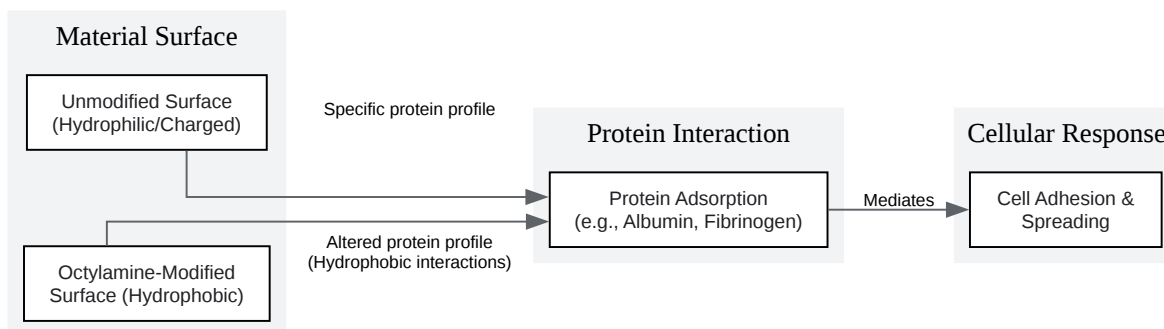 Material Surface
Unmodified Surface
(Hydrophilic/Charged)
Specific protein profile
Protein Interaction
Cellular Response
Protein Adsorption
(e.g., Albumin, Fibrinogen)
Mediates
Cell Adhesion &
Spreading
Altered protein profile
(Hydrophobic interactions)
Octylamine-Modified
Surface (Hydrophobic)